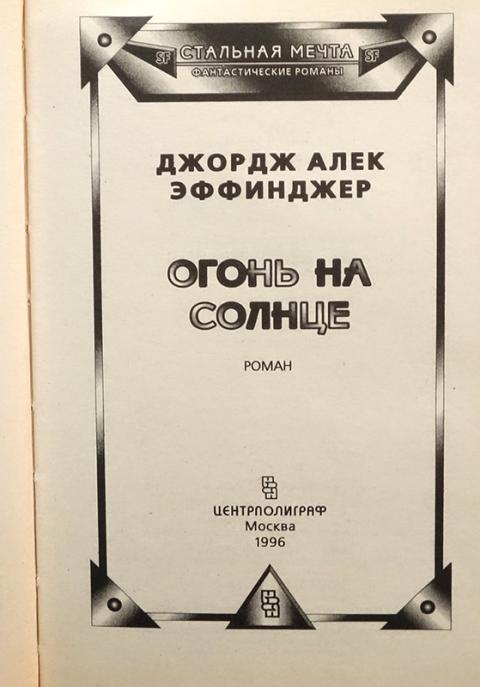 SF СТАЛЬНАЯ МЕЧТА SF
ФАНТАСТИЧЕСКИЕ РОМАНЫ
ДЖОРДЖ АЛЕК
ЭФФИНДЖЕР
ОГОНЬ НА
СОЛНЦЕ
РОМАН
ЦЕНТРПОЛИГРАФ
Москва
1996